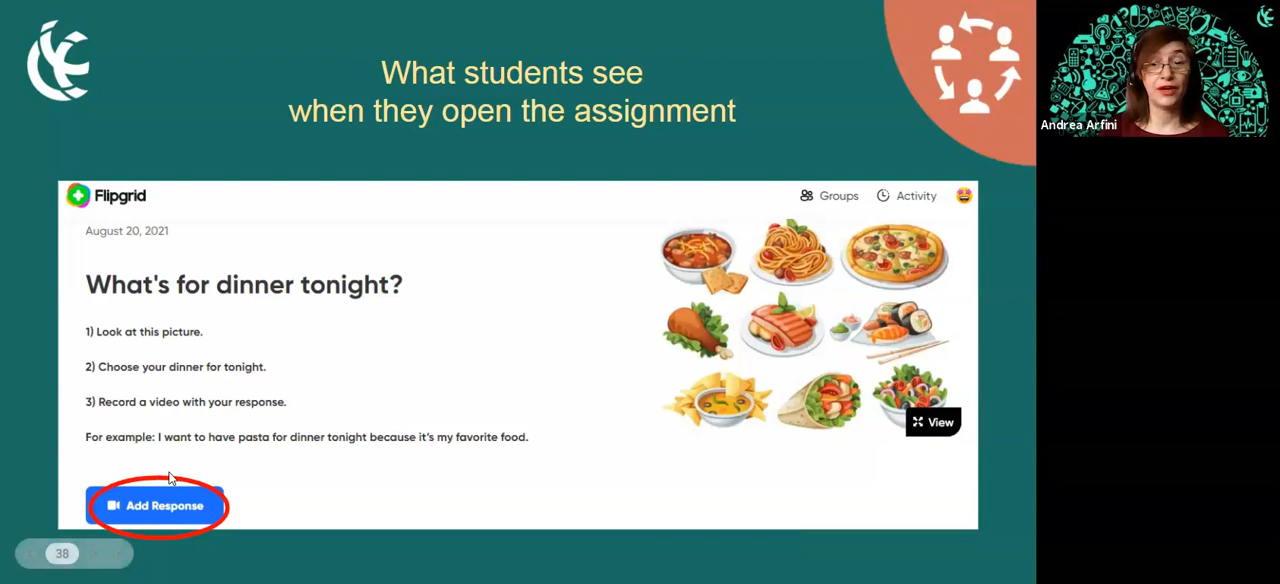 What students see
when they open the assignment
Andrea Arfini
Flipgrid
Groups
Activity
August 20, 2021
What's for dinner tonight?
1) Look at this picture.
2) Choose your dinner for tonight.
3) Record a video with your response.
For example: I want to have pasta for dinner tonight because it's my favorite food.
View
Add Response
38